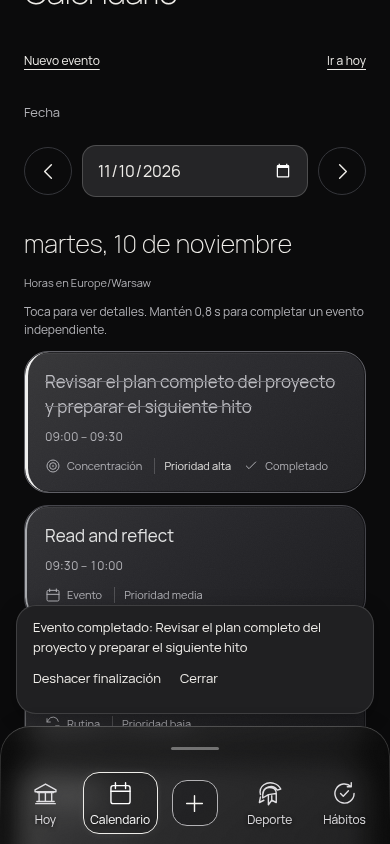 Calendario
Nuevo evento
Ir a hoy
Fecha
11/10/2026
martes, 10 de noviembre
Horas en Europe/Warsaw
Toca para ver detalles. Mantén 0,8 s para completar un evento
independiente.
Revisar el plan completo del proyecto
y preparar el siguiente hito
09:00 – 09:30
Concentración
Prioridad alta
Completado
Read and reflect
09:30 – 10:00
Evento
Prioridad media
Evento completado: Revisar el plan completo del
proyecto y preparar el siguiente hito
Deshacer finalización
Cerrar
Rutina
Prioridad baja
Hoy
Calendario
Deporte
Hábitos